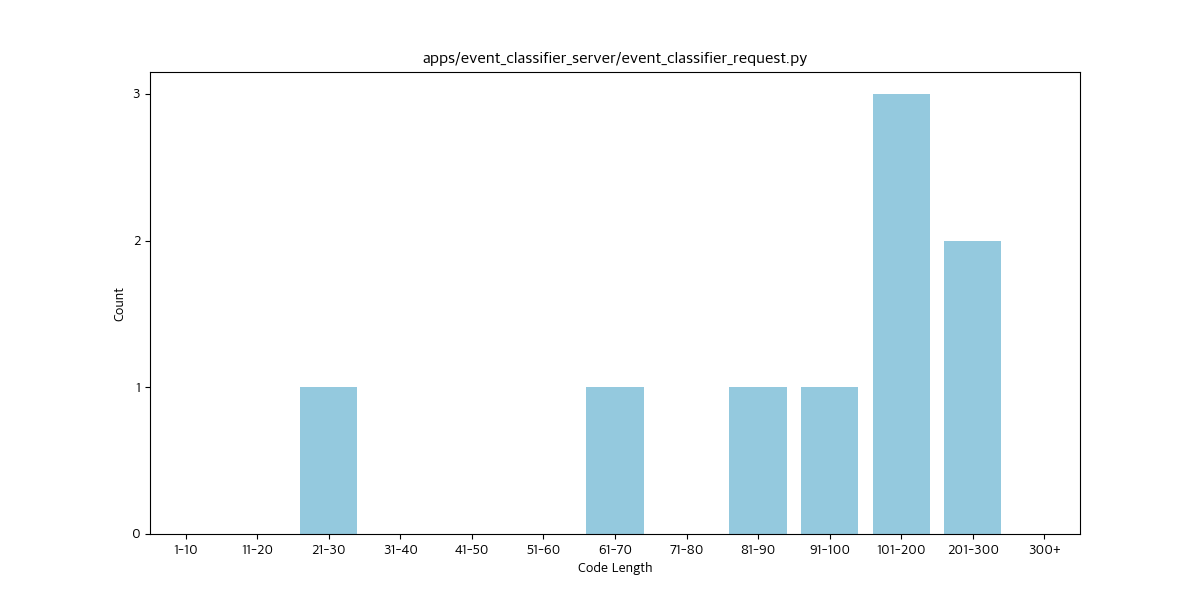 apps/event_classifier_server/event_classifier_request.py
3
2
1
0
Count
1-10 11-20 21-30 31-40 41-50 51-60 61-70 71-80 81-90 91-100 101-200 201-300 300+
Code Length